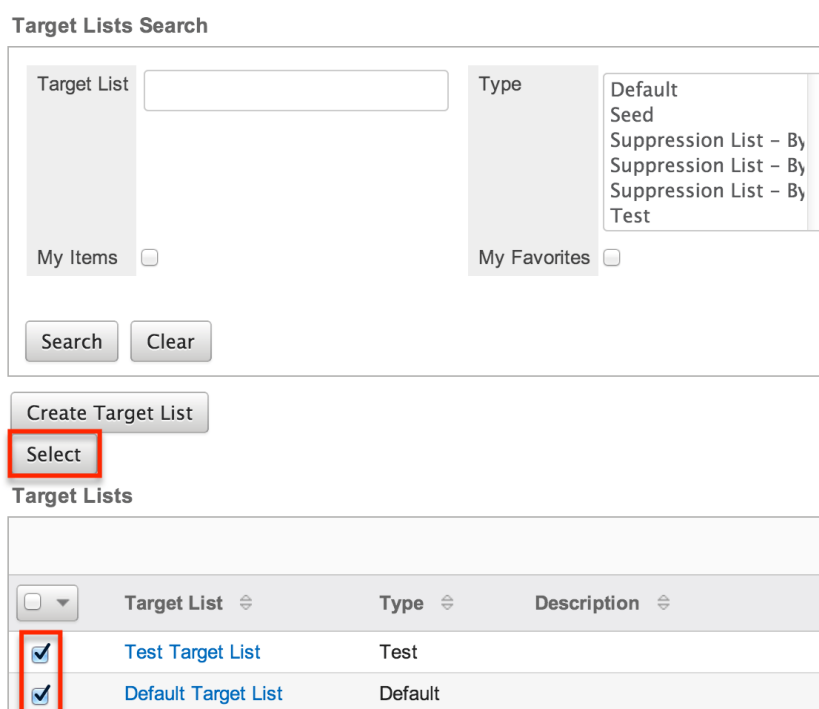 Target Lists Search
Target List
Type
Default
Seed
Suppression List – By
Suppression List – By
Suppression List – By
Test
My Items
My Favorites
Search
Clear
Create Target List
Select
Target Lists
Target List
Type
Description
Test Target List
Test
Default Target List
Default